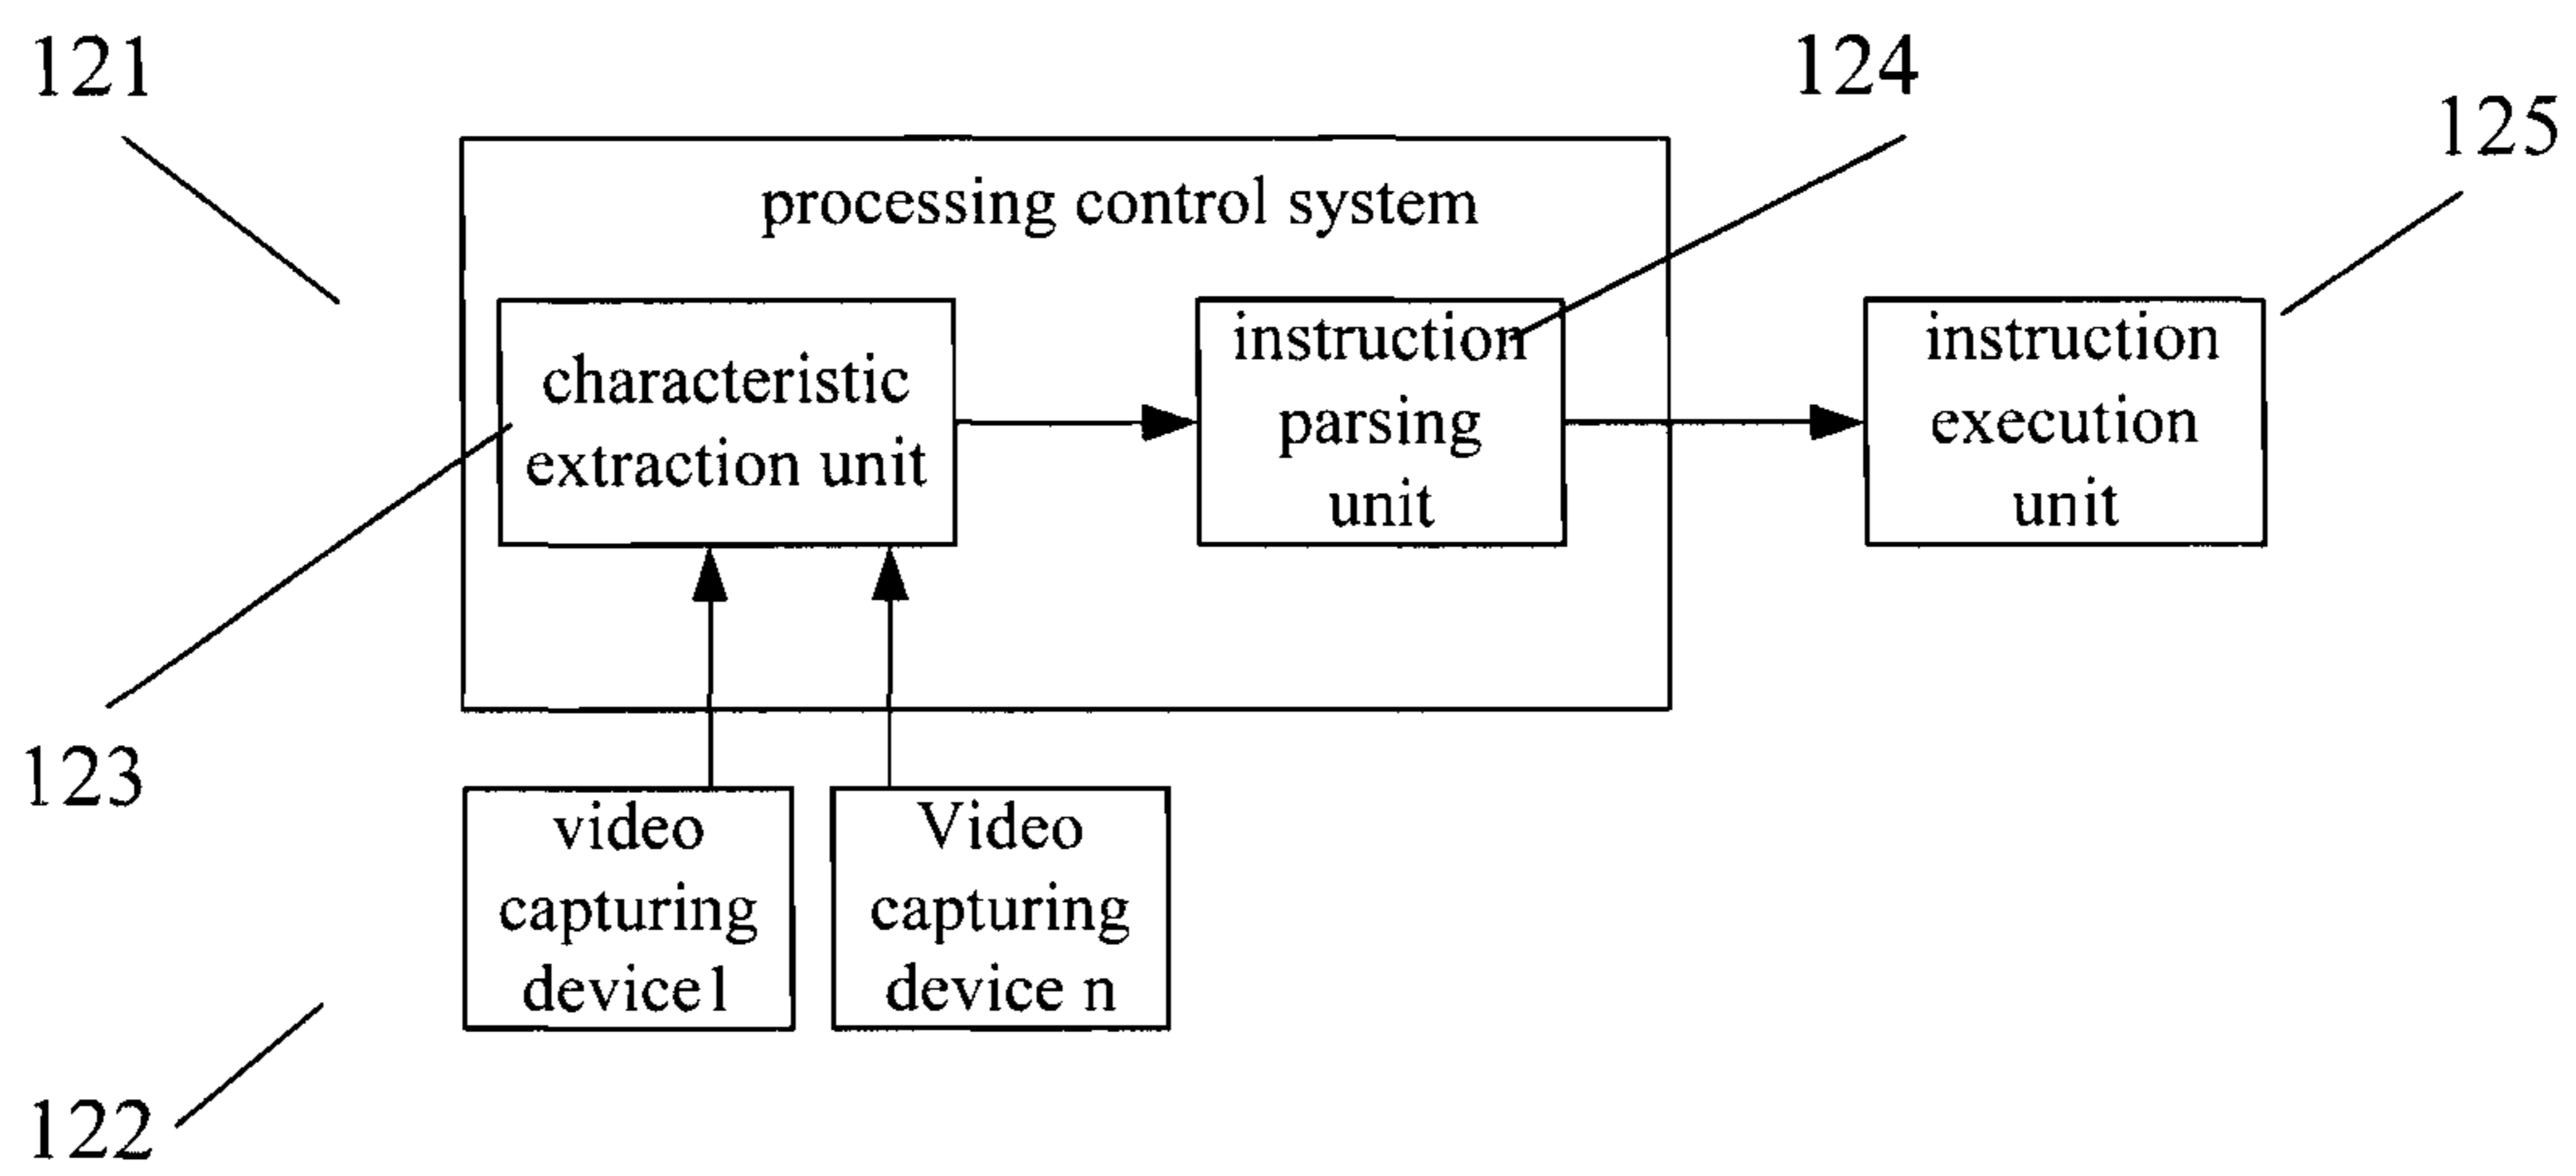 121
124
125
processing control system
characteristic
extraction unit
instruction
parsing
unit
instruction
execution
unit
123
video
capturing
device1
Video
capturing
device n
122